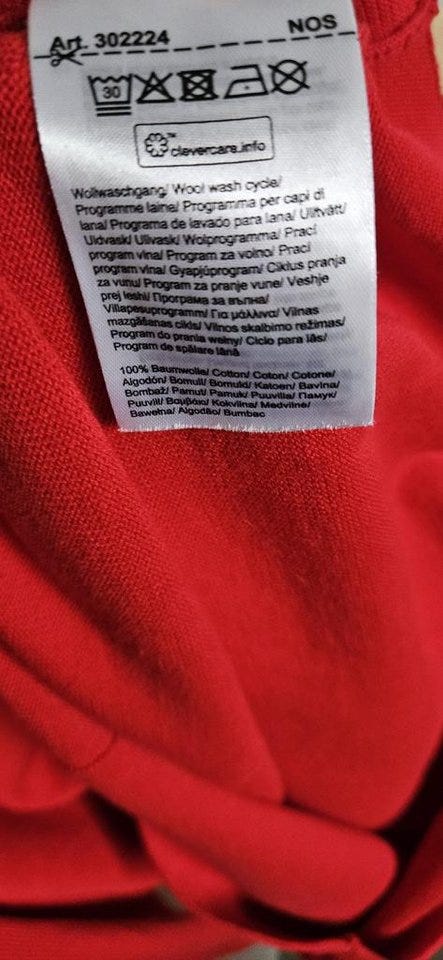 Art. 302224 NOS
30
clevercare.info
Wollwaschgang/ Wool wash cycle/
Programme laine/ Programma per capi di
lana/ Programa de lavado para lana/ Ulltvätt/
Uldvask/ Ullvask/ Wolprogramma/ Prací
program vlna/ Program za volno/ Prací
program vlna/ Gyapjúprogram/ Ciklus pranja
za vunu/ Program za pranje vune/ Veshje
prej leshi/ Програма за вълна/
Villapesuprogrammi/ Για μάλλινα/ Vilnas
mazgāšanas cikls/ Vilnos skalbimo režimas/
Program do prania wełny/ Ciclo para lãs/
Program de spălare lână
100% Baumwolle/ Cotton/ Coton/ Cotone/
Algodón/ Bomull/ Bomuld/ Katoen/ Bavlna/
Bombaž/ Pamut/ Pamuk/ Puuvilla/ Памук/
Puuvill/ Βαμβάκι/ Kokvilna/ Medvilnė/
Bawełna/ Algodão/ Bumbac